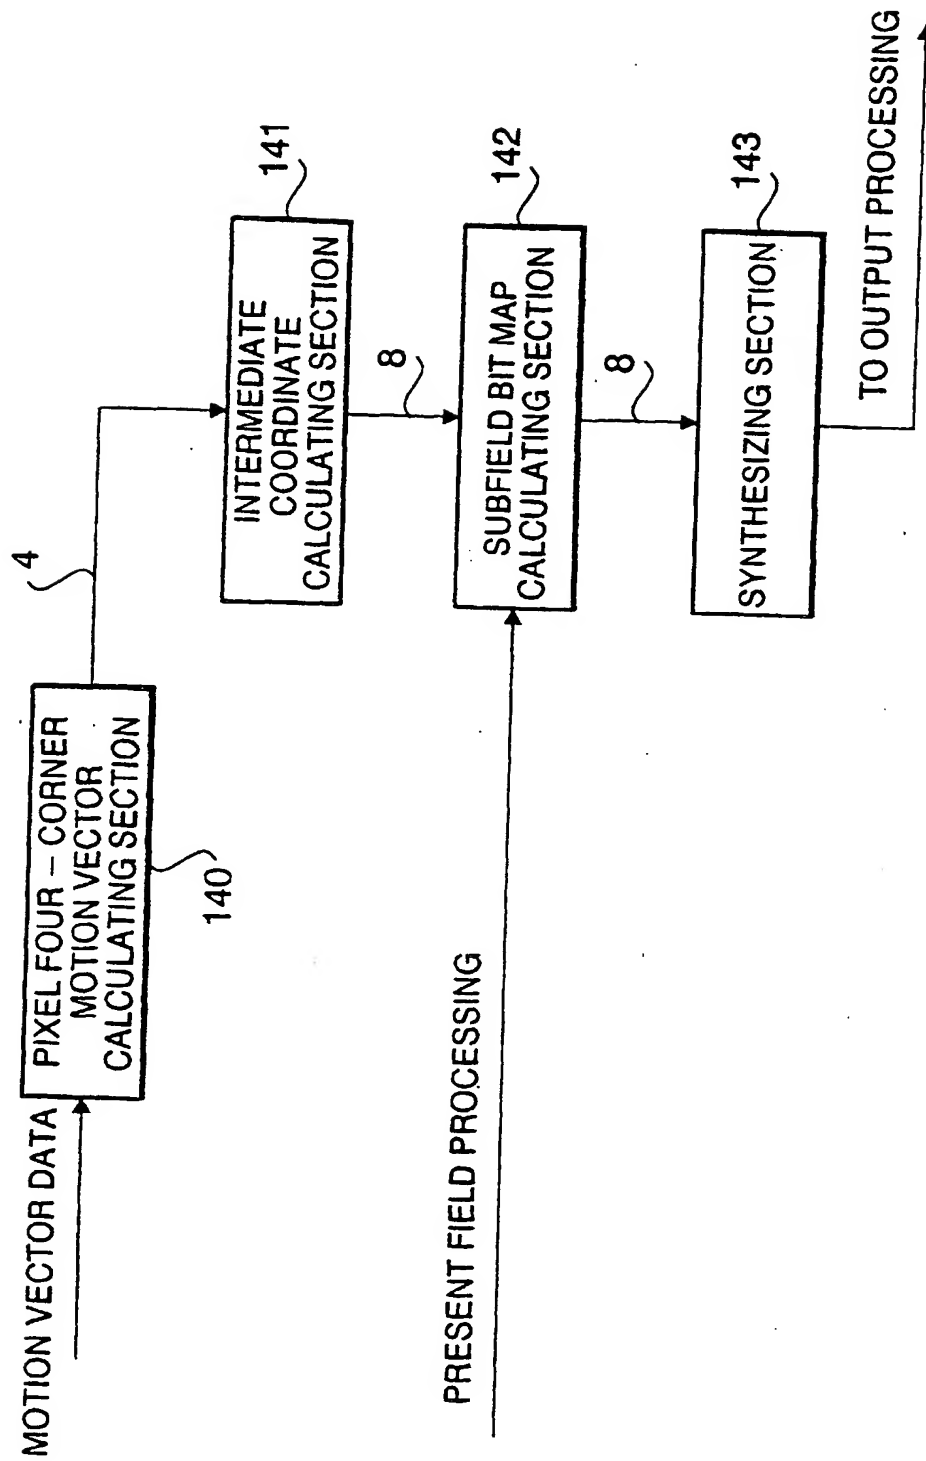 MOTION VECTOR DATA
PIXEL FOUR – CORNER
MOTION VECTOR
CALCULATING SECTION
140
4
INTERMEDIATE
COORDINATE
CALCULATING SECTION
141
8
PRESENT FIELD PROCESSING
SUBFIELD BIT MAP
CALCULATING SECTION
142
8
SYNTHESIZING SECTION
143
TO OUTPUT PROCESSING